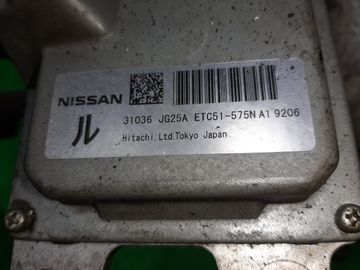 NISSAN
31036 JG25A ETC51-575N A1 9206
ル
Hitachi, Ltd Tokyo Japan